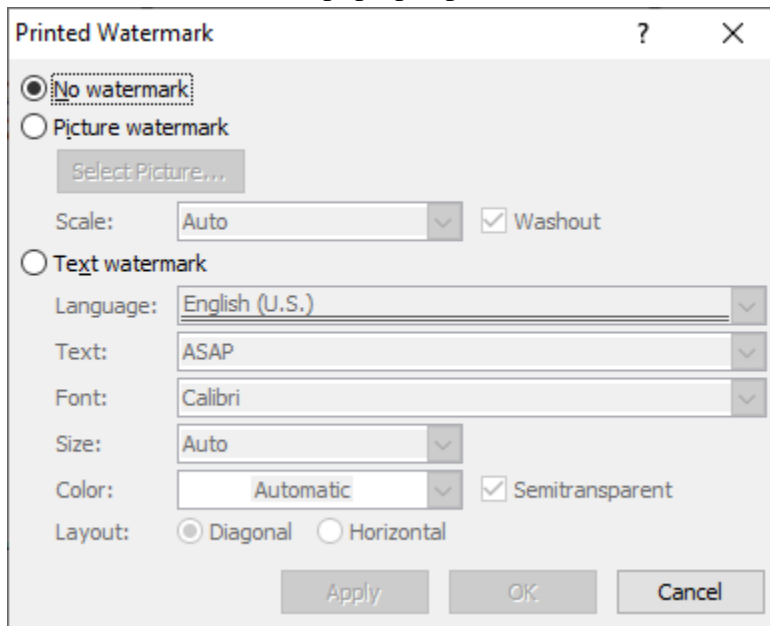 Printed Watermark ?
No watermark
Picture watermark
Select Picture...
Scale: Auto Washout
Text watermark
Language: English (U.S.)
Text: ASAP
Font: Calibri
Size: Auto
Color: Automatic Semitransparent
Layout: Diagonal Horizontal
Apply OK Cancel